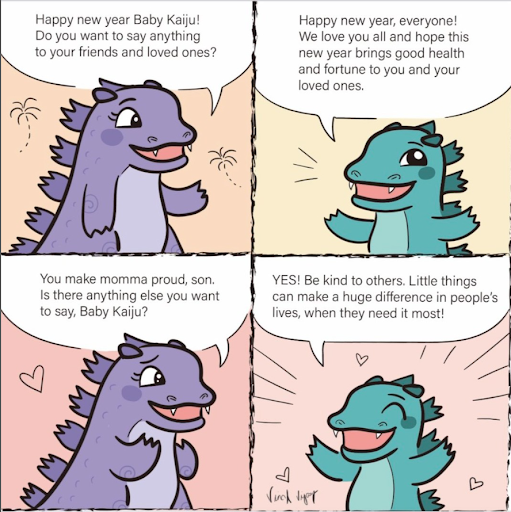 Happy new year Baby Kaiju!
Do you want to say anything
to your friends and loved ones?
Happy new year, everyone!
We love you all and hope this
new year brings good health
and fortune to you and your
loved ones.
You make momma proud, son.
Is there anything else you want
to say, Baby Kaiju?
YES! Be kind to others. Little things
can make a huge difference in people's
lives, when they need it most!